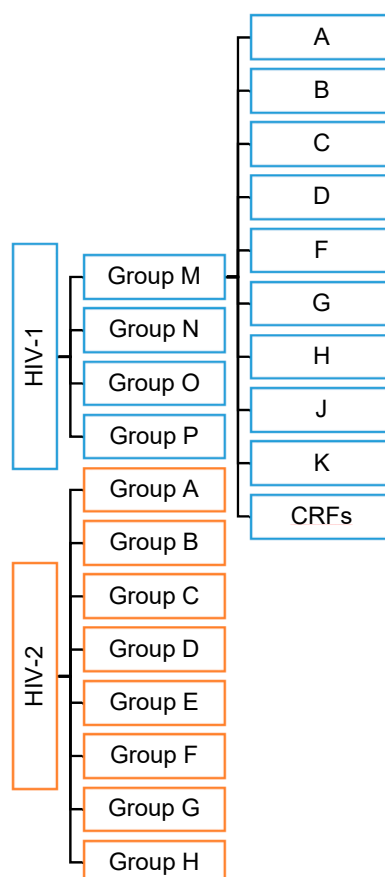 HIV-1
Group M
A
B
C
D
F
G
H
J
K
CRFs
Group N
Group O
Group P
HIV-2
Group A
Group B
Group C
Group D
Group E
Group F
Group G
Group H